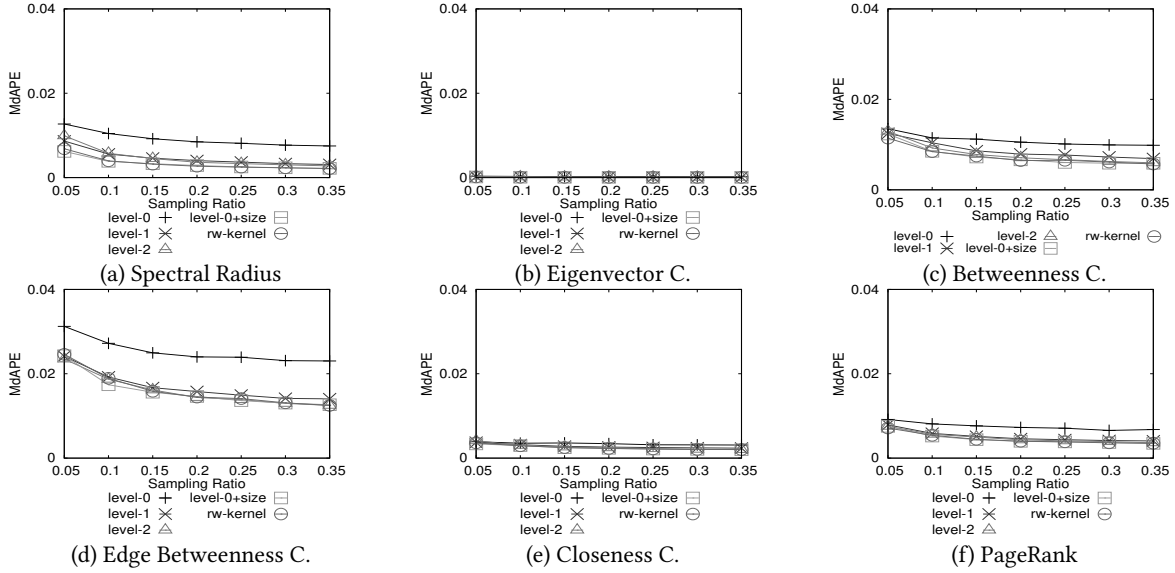 0.04
0.02
0
MdAPE
0.05 0.1 0.15 0.2 0.25 0.3 0.35
Sampling Ratio
level-0 level-0+size
level-1 rw-kernel
level-2
(a) Spectral Radius
0.04
0.02
0
MdAPE
0.05 0.1 0.15 0.2 0.25 0.3 0.35
Sampling Ratio
level-0 level-0+size
level-1 rw-kernel
level-2
(b) Eigenvector C.
0.04
0.02
0
MdAPE
0.05 0.1 0.15 0.2 0.25 0.3 0.35
Sampling Ratio
level-0 level-2 rw-kernel
level-1 level-0+size
(c) Betweenness C.
0.04
0.02
0
MdAPE
0.05 0.1 0.15 0.2 0.25 0.3 0.35
Sampling Ratio
level-0 level-0+size
level-1 rw-kernel
level-2
(d) Edge Betweenness C.
0.04
0.02
0
MdAPE
0.05 0.1 0.15 0.2 0.25 0.3 0.35
Sampling Ratio
level-0 level-0+size
level-1 rw-kernel
level-2
(e) Closeness C.
0.04
0.02
0
MdAPE
0.05 0.1 0.15 0.2 0.25 0.3 0.35
Sampling Ratio
level-0 level-0+size
level-1 rw-kernel
level-2
(f) PageRank